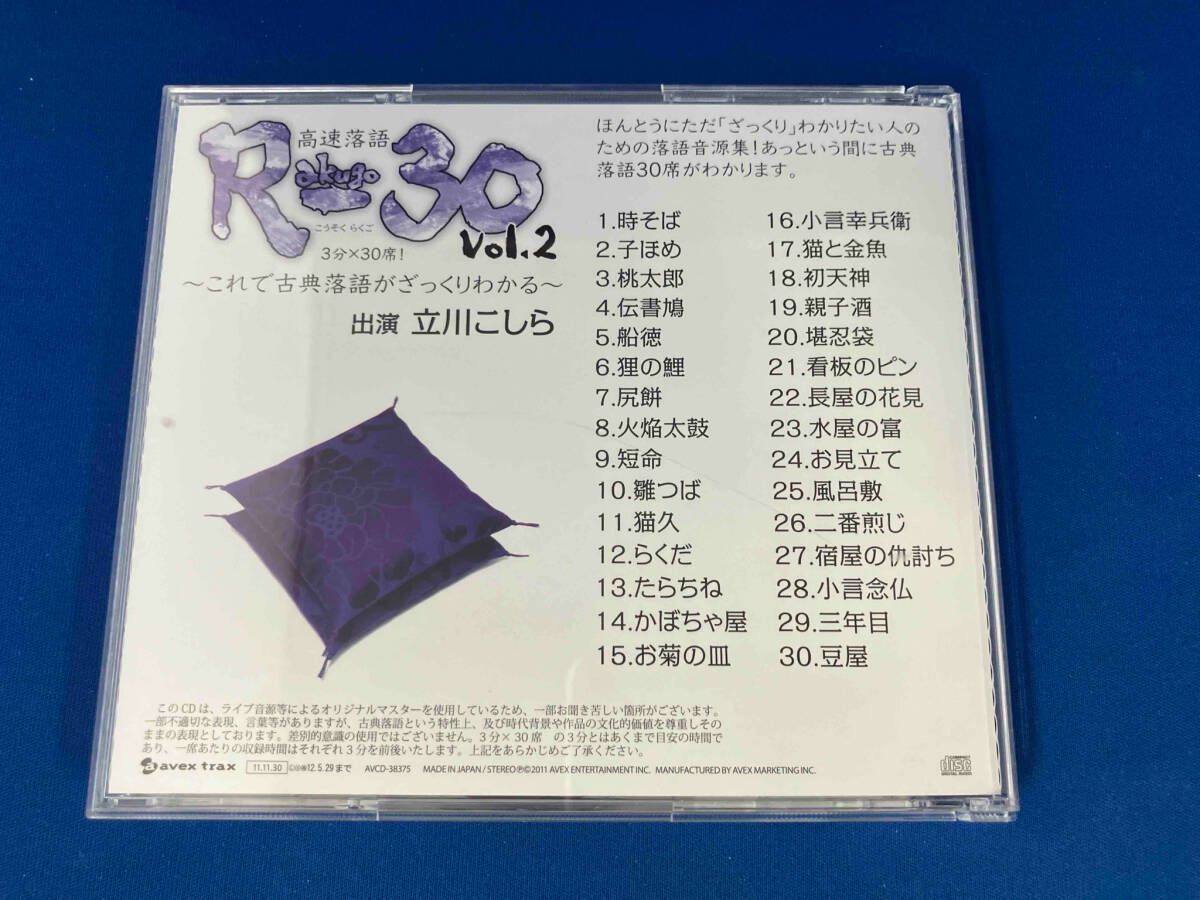 高速落語
R akugo 30
こうそく らくご
3分×30席!
Vol.2
～これで古典落語がざっくりわかる～
出演 立川こしら
ほんとうにただ「ざっくり」わかりたい人の
ための落語音源集!あっという間に古典
落語30席がわかります。
1.時そば
2.子ほめ
3.桃太郎
4.伝書鳩
5.船徳
6.狸の鯉
7.尻餅
8.火焔太鼓
9.短命
10.雛つば
11.猫久
12.らくだ
13.たらちね
14.かぼちゃ屋
15.お菊の皿
16.小言幸兵衛
17.猫と金魚
18.初天神
19.親子酒
20.堪忍袋
21.看板のピン
22.長屋の花見
23.水屋の富
24.お見立て
25.風呂敷
26.二番煎じ
27.宿屋の仇討ち
28.小言念仏
29.三年目
30.豆屋
このCDは、ライブ音源等によるオリジナルマスターを使用しているため、一部お聞き苦しい箇所がございます。
一部不適切な表現、言葉等がありますが、古典落語という特性上、及び時代背景や作品の文化的価値を尊重しその
ままの表現としております。差別的意識の使用ではございません。3分×30席 の3分とはあくまで目安の時間で
あり、一席あたりの収録時間はそれぞれ3分を前後いたします。上記をあらかじめご了承ください。
avex trax 11.11.30 12.5.29まで AVCD-38375 MADE IN JAPAN / STEREO ℗©2011 AVEX ENTERTAINMENT INC. MANUFACTURED BY AVEX MARKETING INC.
COMPACT disc DIGITAL AUDIO